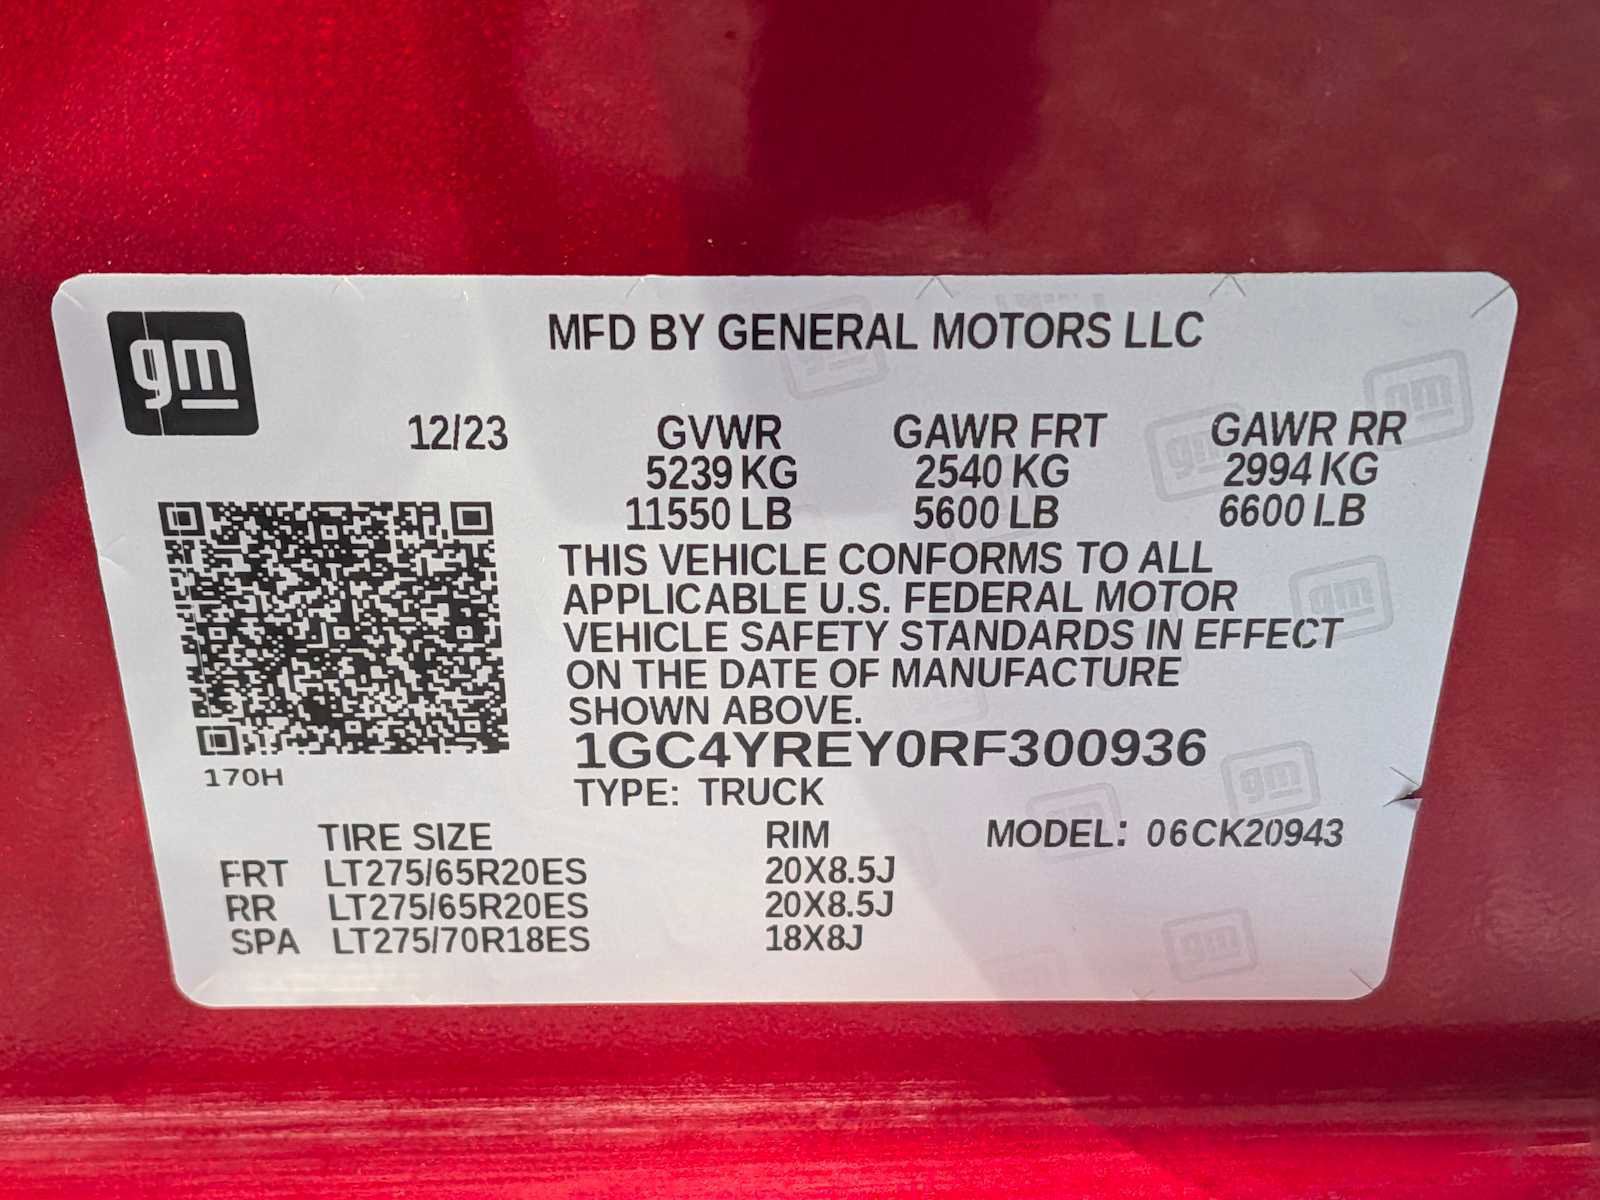 gm
MFD BY GENERAL MOTORS LLC
12/23 GVWR GAWR FRT GAWR RR
5239 KG 2540 KG 2994 KG
11550 LB 5600 LB 6600 LB
THIS VEHICLE CONFORMS TO ALL
APPLICABLE U.S. FEDERAL MOTOR
VEHICLE SAFETY STANDARDS IN EFFECT
ON THE DATE OF MANUFACTURE
SHOWN ABOVE.
1GC4YREY0RF300936
170H
TYPE: TRUCK
TIRE SIZE RIM MODEL: 06CK20943
FRT LT275/65R20ES 20X8.5J
RR LT275/65R20ES 20X8.5J
SPA LT275/70R18ES 18X8J